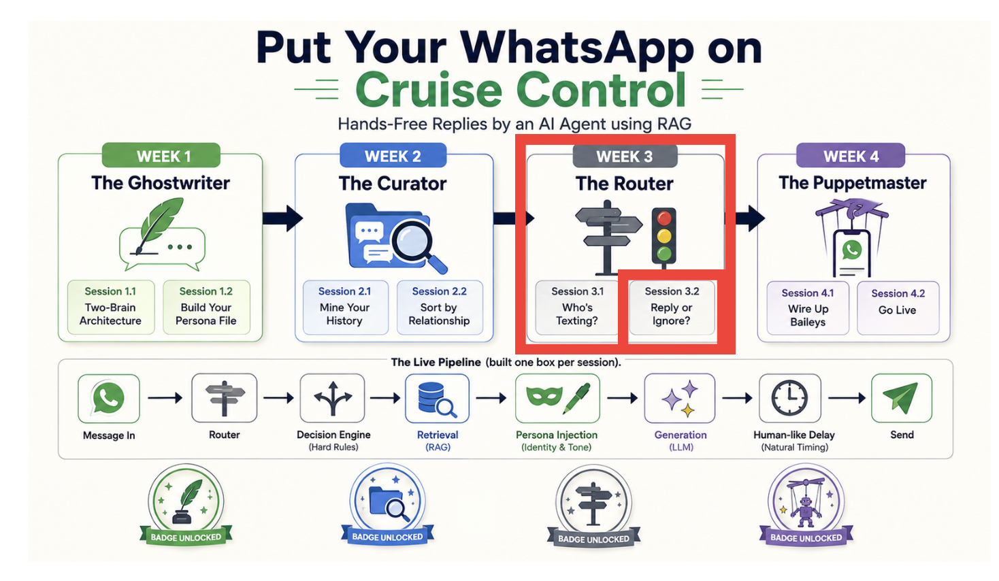 Put Your WhatsApp on
Cruise Control
Hands-Free Replies by an AI Agent using RAG
WEEK 1
The Ghostwriter
Session 1.1
Two-Brain
Architecture
Session 1.2
Build Your
Persona File
WEEK 2
The Curator
Session 2.1
Mine Your
History
Session 2.2
Sort by
Relationship
WEEK 3
The Router
Session 3.1
Who's
Texting?
Session 3.2
Reply or
Ignore?
WEEK 4
The Puppetmaster
Session 4.1
Wire Up
Baileys
Session 4.2
Go Live
The Live Pipeline (built one box per session).
Message In
Router
Decision Engine
(Hard Rules)
Retrieval
(RAG)
Persona Injection
(Identity & Tone)
Generation
(LLM)
Human-like Delay
(Natural Timing)
Send
BADGE UNLOCKED
BADGE UNLOCKED
BADGE UNLOCKED
BADGE UNLOCKED